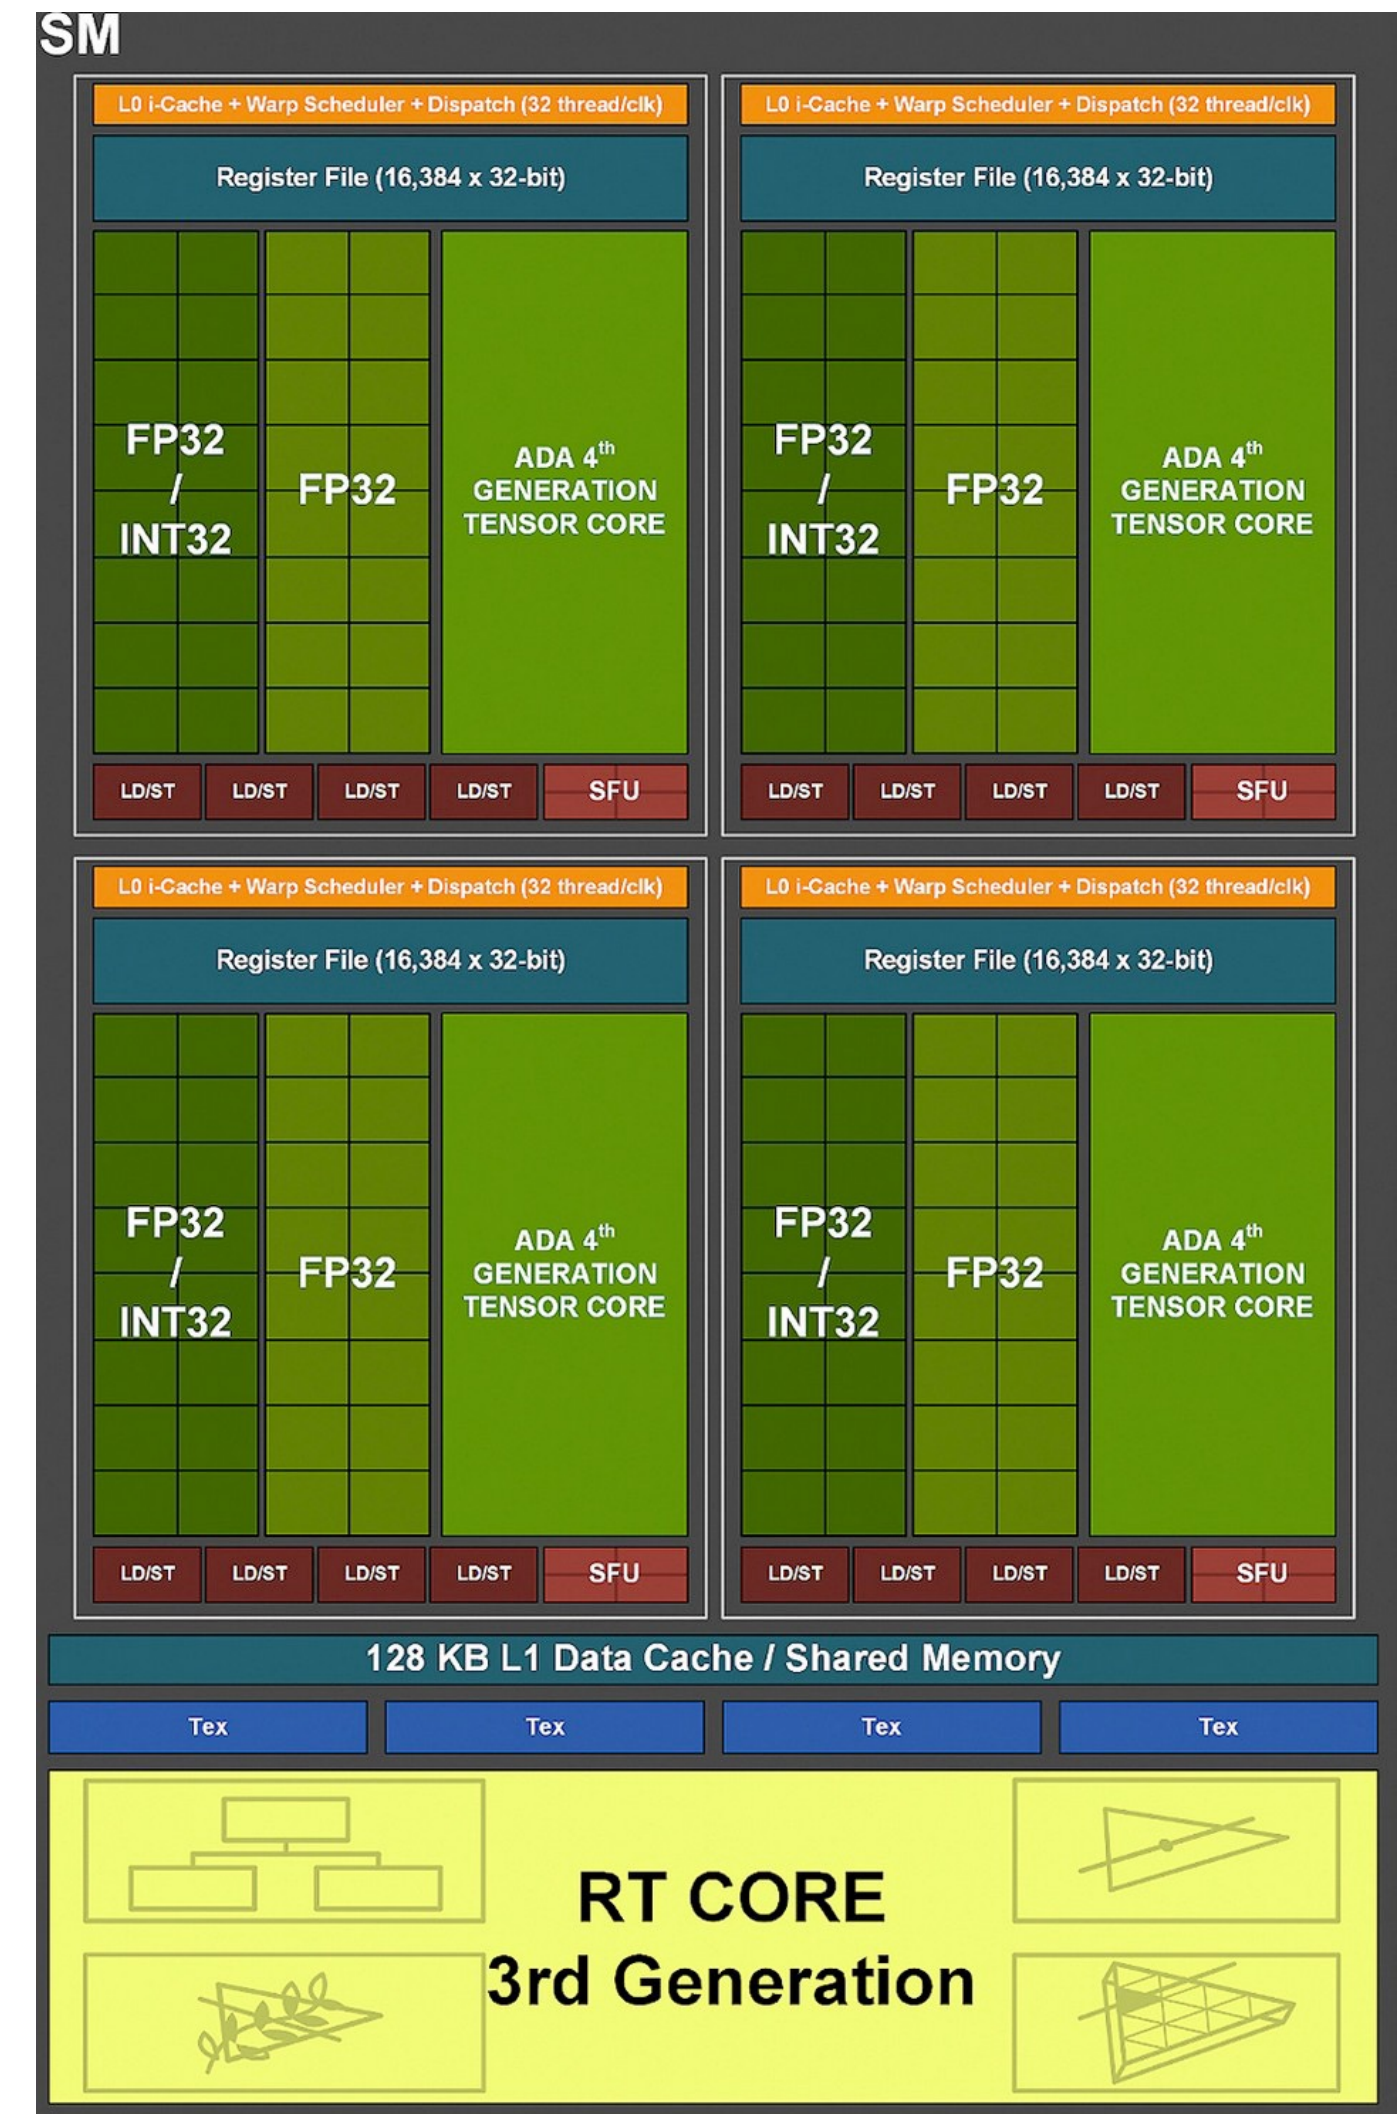 SM
L0 i-Cache + Warp Scheduler + Dispatch (32 thread/clk)
Register File (16,384 x 32-bit)
FP32
/
INT32
FP32
ADA 4th
GENERATION
TENSOR CORE
LD/ST
LD/ST
LD/ST
LD/ST
SFU
L0 i-Cache + Warp Scheduler + Dispatch (32 thread/clk)
Register File (16,384 x 32-bit)
FP32
/
INT32
FP32
ADA 4th
GENERATION
TENSOR CORE
LD/ST
LD/ST
LD/ST
LD/ST
SFU
L0 i-Cache + Warp Scheduler + Dispatch (32 thread/clk)
Register File (16,384 x 32-bit)
FP32
/
INT32
FP32
ADA 4th
GENERATION
TENSOR CORE
LD/ST
LD/ST
LD/ST
LD/ST
SFU
L0 i-Cache + Warp Scheduler + Dispatch (32 thread/clk)
Register File (16,384 x 32-bit)
FP32
/
INT32
FP32
ADA 4th
GENERATION
TENSOR CORE
LD/ST
LD/ST
LD/ST
LD/ST
SFU
128 KB L1 Data Cache / Shared Memory
Tex
Tex
Tex
Tex
RT CORE
3rd Generation